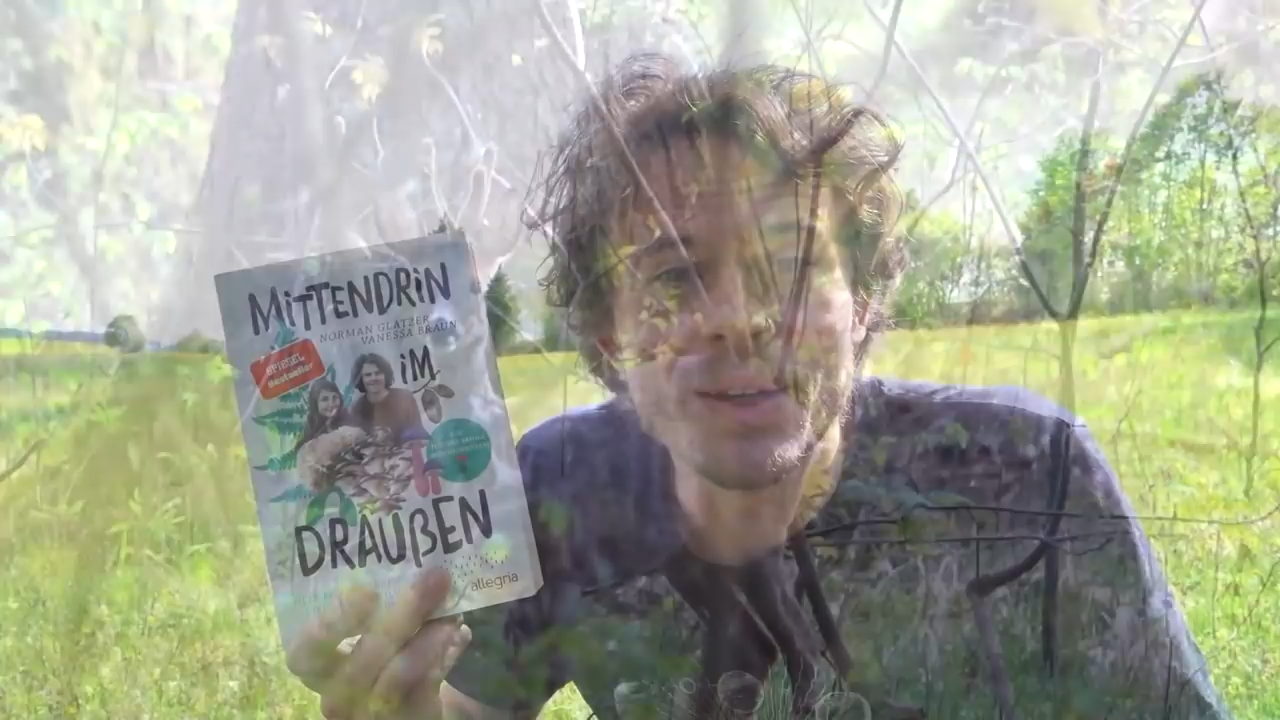 MiTTENDRiN
NORMAN GLATZER
VANESSA BRAUN
iM
SPIEGEL
Bestseller
DRAUßEN
allegria